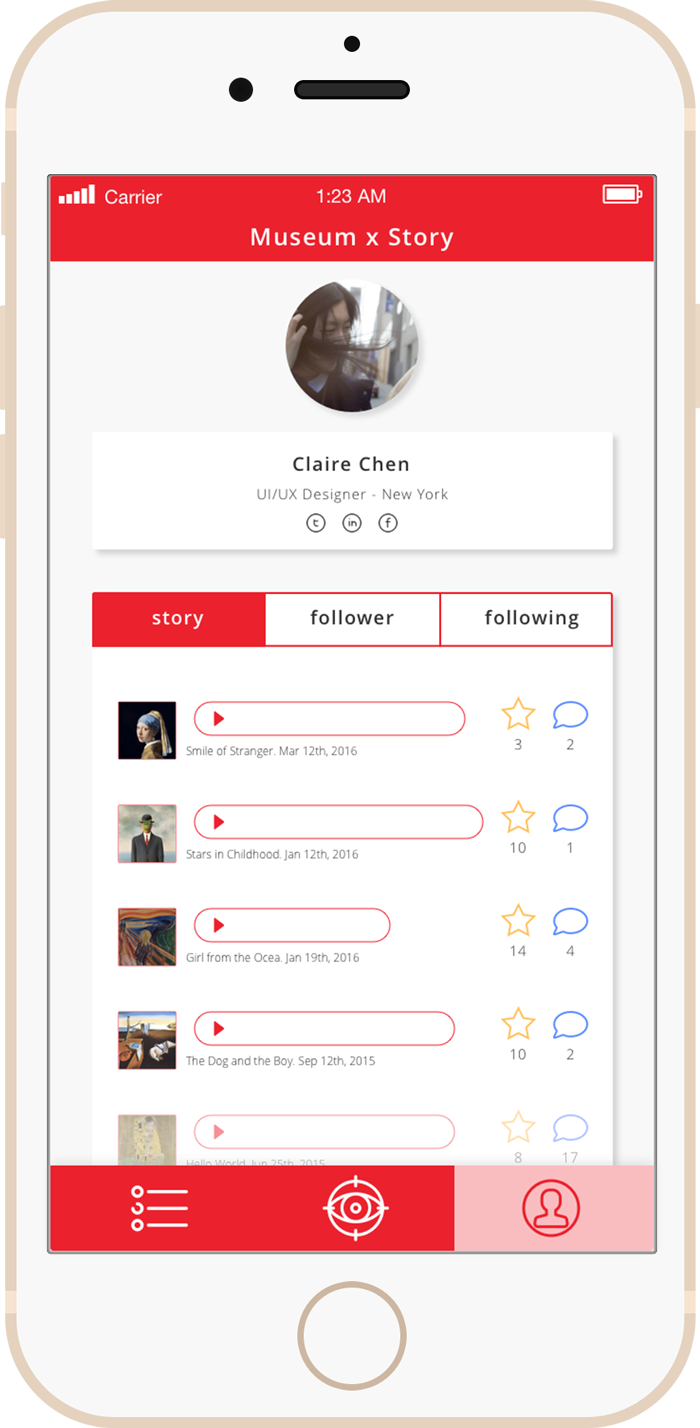 Carrier 1:23 AM
Museum x Story
Claire Chen
UI/UX Designer - New York
t in f
story follower following
Smile of Stranger. Mar 12th, 2016
3 2
Stars in Childhood. Jan 12th, 2016
10 1
Girl from the Ocea. Jan 19th, 2016
14 4
The Dog and the Boy. Sep 12th, 2015
10 2
Hello World. Jun 25th, 2015
8 17